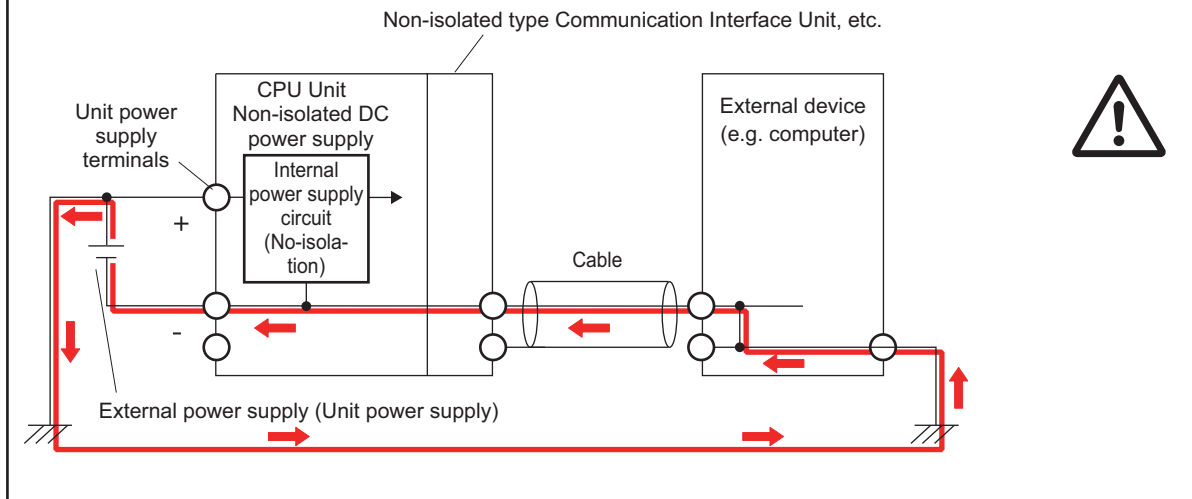 Non-isolated type Communication Interface Unit, etc.
CPU Unit
Non-isolated DC
power supply
Unit power
supply
terminals
External device
(e.g. computer)
Internal
power supply
circuit
(No-isola-
tion)
+
Cable
-
External power supply (Unit power supply)